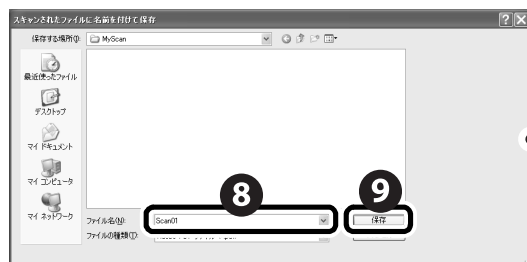 スキャンされたファイルに名前を付けて保存
保存する場所(I):
MyScan
最近使ったファイル
デスクトップ
マイ ドキュメント
マイ コンピュータ
マイ ネットワーク
8
9
ファイル名(N):
Scan01
保存
ファイルの種類(T):